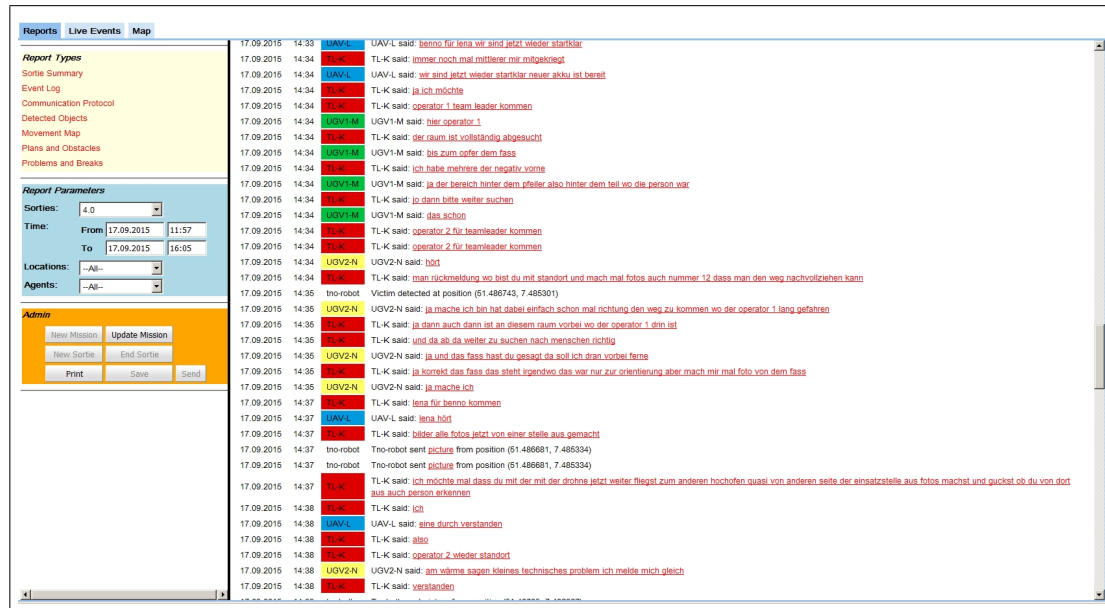 Reports Live Events Map
Report Types
Sortie Summary
Event Log
Communication Protocol
Detected Objects
Movement Map
Plans and Obstacles
Problems and Breaks
Report Parameters
Sorties: 4.0
Time: From 17.09.2015 11:57
To 17.09.2015 16:05
Locations: --All--
Agents: --All--
Admin
New Mission Update Mission
New Sortie End Sortie
Print Save Send
17.09.2015 14:33 UAV-L UAV-L said: benno für lena wir sind jetzt wieder startklar
17.09.2015 14:34 TL-K TL-K said: immer noch mal mittlerer mir mitgekriegt
17.09.2015 14:34 UAV-L UAV-L said: wir sind jetzt wieder startklar neuer akku ist bereit
17.09.2015 14:34 TL-K TL-K said: ja ich möchte
17.09.2015 14:34 TL-K TL-K said: operator 1 team leader kommen
17.09.2015 14:34 UGV1-M UGV1-M said: hier operator 1
17.09.2015 14:34 TL-K TL-K said: der raum ist vollständig abgesucht
17.09.2015 14:34 UGV1-M UGV1-M said: bis zum opfer dem fass
17.09.2015 14:34 TL-K TL-K said: ich habe mehrere der negativ vorne
17.09.2015 14:34 UGV1-M UGV1-M said: ja der bereich hinter dem pfeiler also hinter dem teil wo die person war
17.09.2015 14:34 TL-K TL-K said: jo dann bitte weiter suchen
17.09.2015 14:34 UGV1-M UGV1-M said: das schon
17.09.2015 14:34 TL-K TL-K said: operator 2 für teamleader kommen
17.09.2015 14:34 TL-K TL-K said: operator 2 für teamleader kommen
17.09.2015 14:34 UGV2-N UGV2-N said: hört
17.09.2015 14:34 TL-K TL-K said: man rückmeldung wo bist du mit standort und mach mal fotos auch nummer 12 dass man den weg nachvollziehen kann
17.09.2015 14:35 tno-robot Victim detected at position (51.486743, 7.485301)
17.09.2015 14:35 UGV2-N UGV2-N said: ja mache ich bin hat dabei einfach schon mal richtung den weg zu kommen wo der operator 1 lang gefahren
17.09.2015 14:35 TL-K TL-K said: ja dann auch dann ist an diesem raum vorbei wo der operator 1 drin ist
17.09.2015 14:35 TL-K TL-K said: und da ab da weiter zu suchen nach menschen richtig
17.09.2015 14:35 UGV2-N UGV2-N said: ja und das fass hast du gesagt da soll ich dran vorbei ferne
17.09.2015 14:35 TL-K TL-K said: ja korrekt das fass das steht irgendwo das war nur zur orientierung aber mach mir mal foto von dem fass
17.09.2015 14:35 UGV2-N UGV2-N said: ja mache ich
17.09.2015 14:37 TL-K TL-K said: lena für benno kommen
17.09.2015 14:37 UAV-L UAV-L said: lena hört
17.09.2015 14:37 TL-K TL-K said: bilder alle fotos jetzt von einer stelle aus gemacht
17.09.2015 14:37 tno-robot Tno-robot sent picture from position (51.486681, 7.485334)
17.09.2015 14:37 tno-robot Tno-robot sent picture from position (51.486681, 7.485334)
17.09.2015 14:37 TL-K TL-K said: ich möchte mal dass du mit der mit der drohne jetzt weiter fliegst zum anderen hochofen quasi von anderen seite der einsatzstelle aus fotos machst und guckst ob du von dort
aus auch person erkennen
17.09.2015 14:38 TL-K TL-K said: ich
17.09.2015 14:38 UAV-L UAV-L said: eine durch verstanden
17.09.2015 14:38 TL-K TL-K said: also
17.09.2015 14:38 TL-K TL-K said: operator 2 wieder standort
17.09.2015 14:38 UGV2-N UGV2-N said: am wärme sagen kleines technisches problem ich melde mich gleich
17.09.2015 14:38 TL-K TL-K said: verstanden